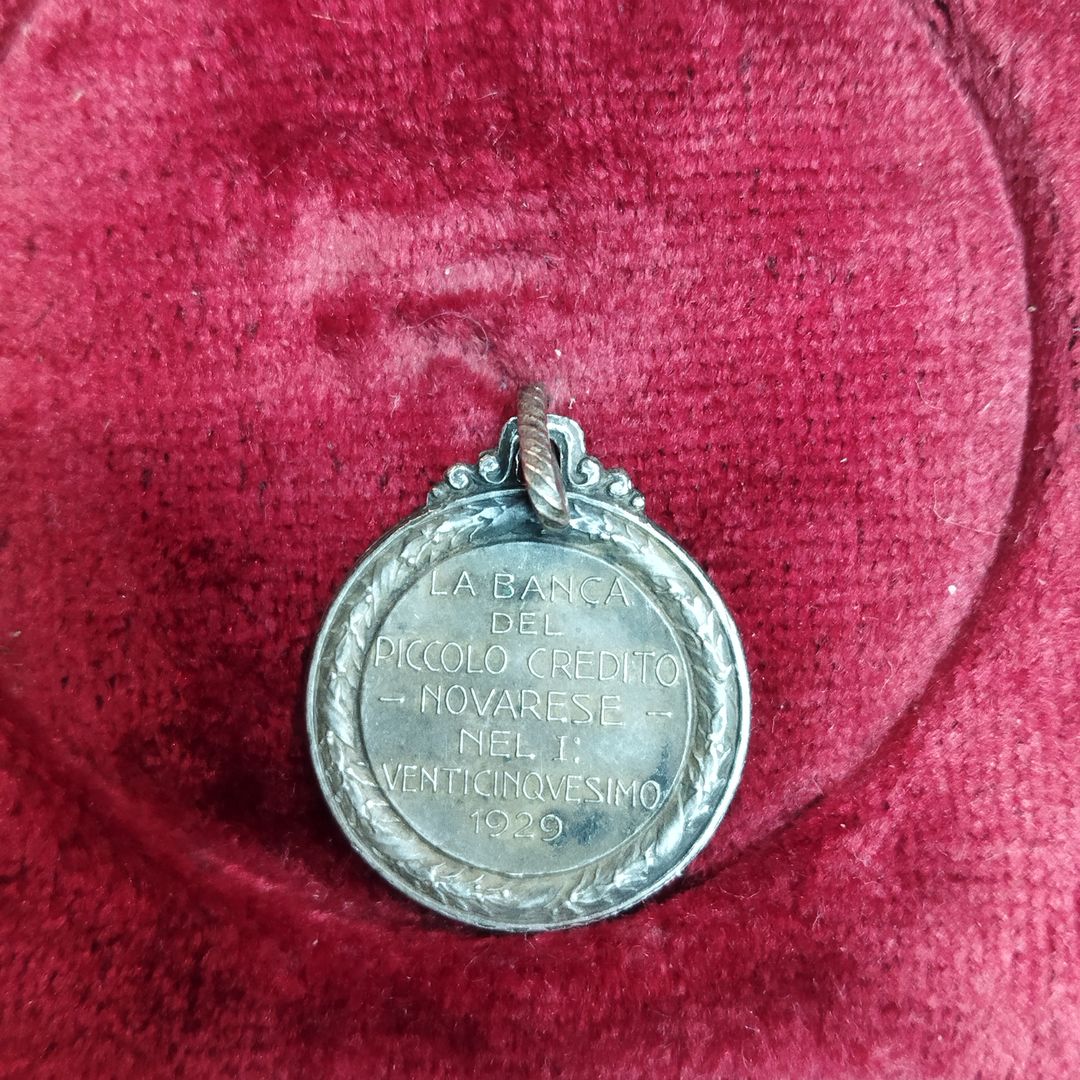 LA BANCA
DEL
PICCOLO CREDITO
- NOVARESE -
NEL I:
VENTICINQVESIMO
1929